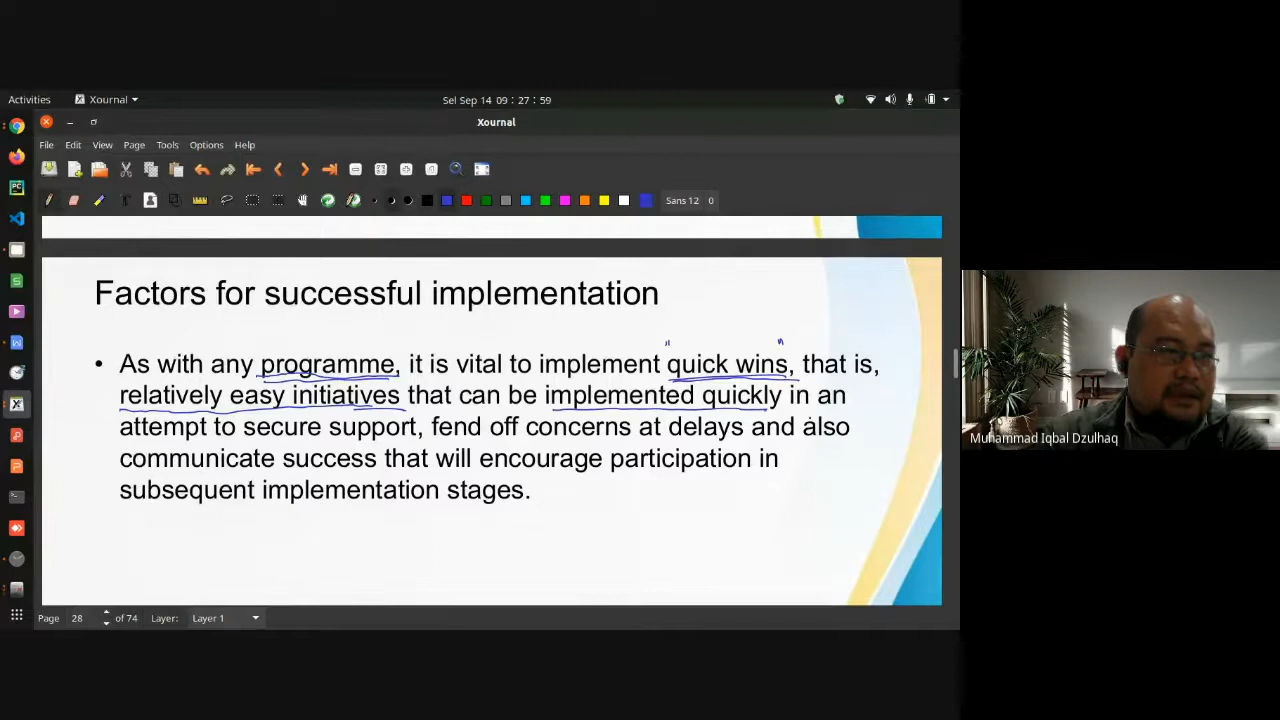 Activities Xournal Sel Sep 14 09:27:59
Xournal
File Edit View Page Tools Options Help
Sans 12 0
Factors for successful implementation
• As with any programme, it is vital to implement "quick wins", that is,
relatively easy initiatives that can be implemented quickly in an
attempt to secure support, fend off concerns at delays and also
communicate success that will encourage participation in
subsequent implementation stages.
Muhammad Iqbal Dzulhaq
Page 28 of 74 Layer: Layer 1